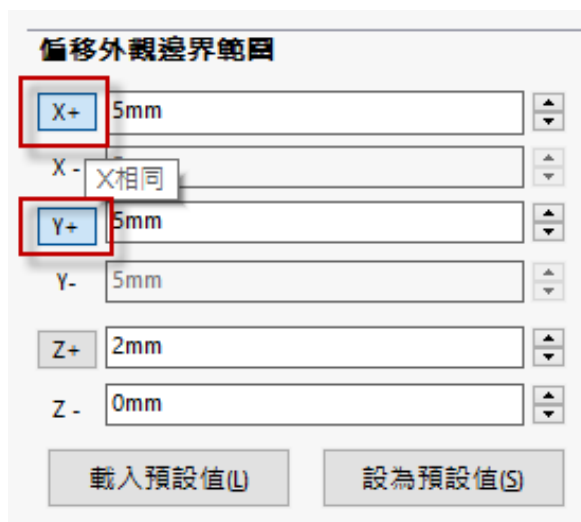 偏移外觀邊界範圍
X+ 5mm
X -
X相同
Y+ 5mm
Y- 5mm
Z+ 2mm
Z - 0mm
載入預設值(L) 設為預設值(S)